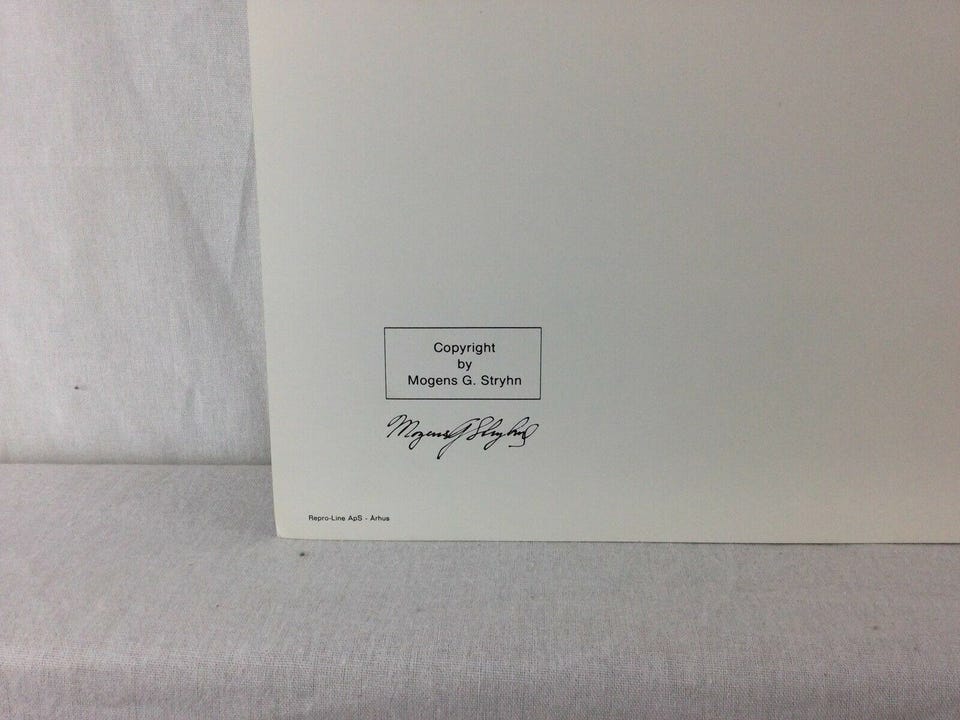 Copyright
by
Mogens G. Stryhn
Mogens G Stryhn
Repro-Line ApS - Århus